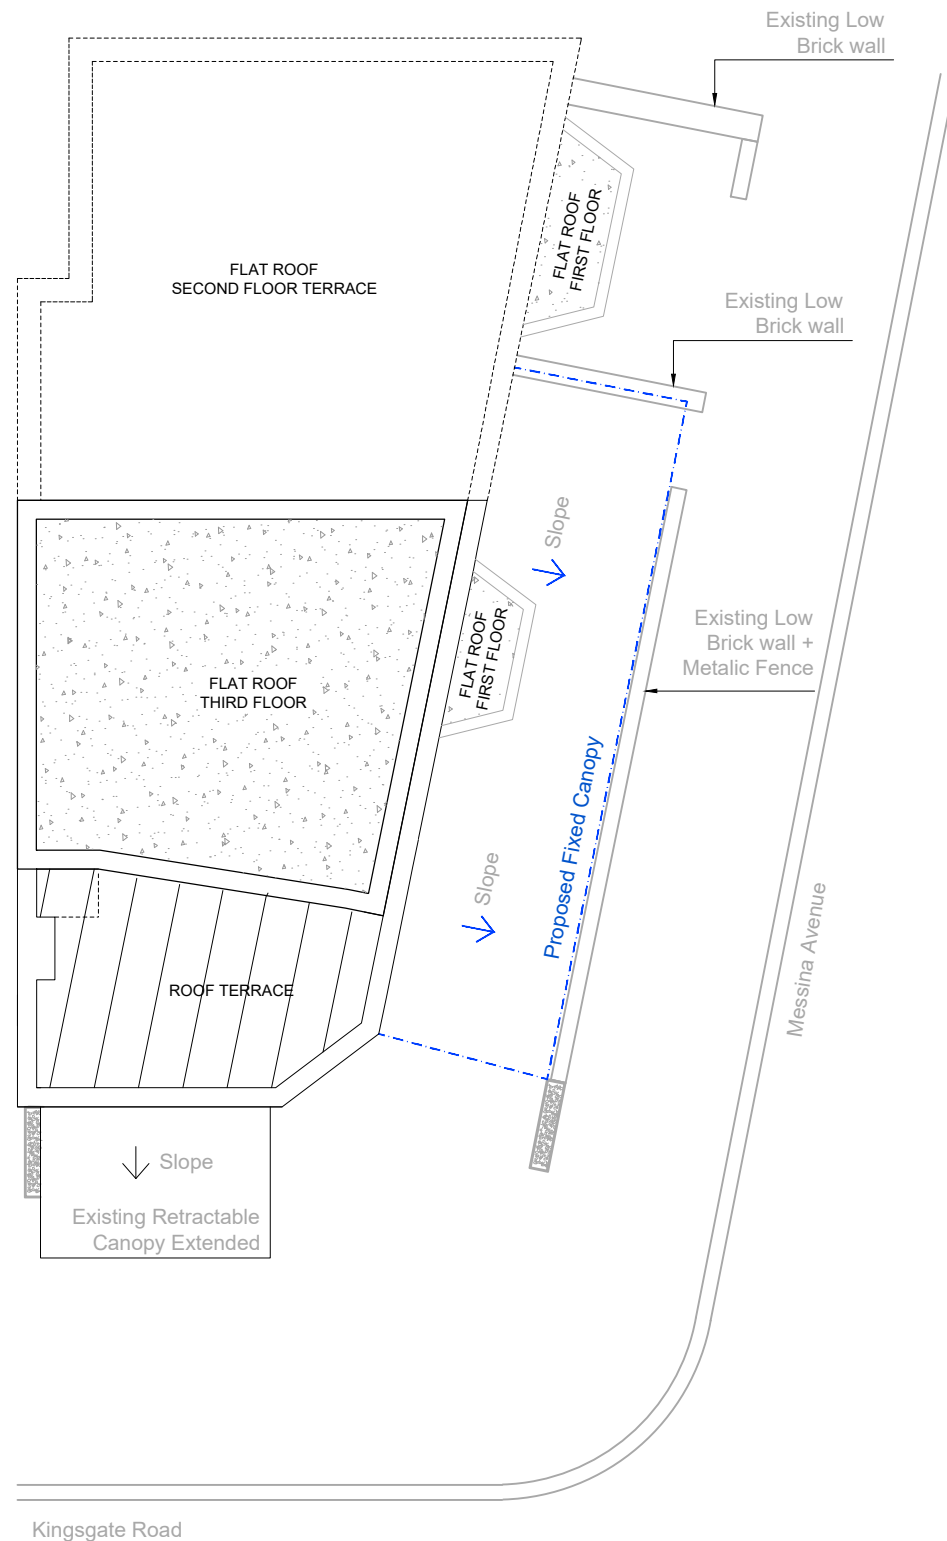 Existing Low
Brick wall
FLAT ROOF
FIRST FLOOR
FLAT ROOF
SECOND FLOOR TERRACE
Existing Low
Brick wall
Slope
Existing Low
Brick wall +
Metalic Fence
FLAT ROOF
FIRST FLOOR
FLAT ROOF
THIRD FLOOR
Proposed Fixed Canopy
Slope
Messina Avenue
ROOF TERRACE
Slope
Existing Retractable
Canopy Extended
Kingsgate Road